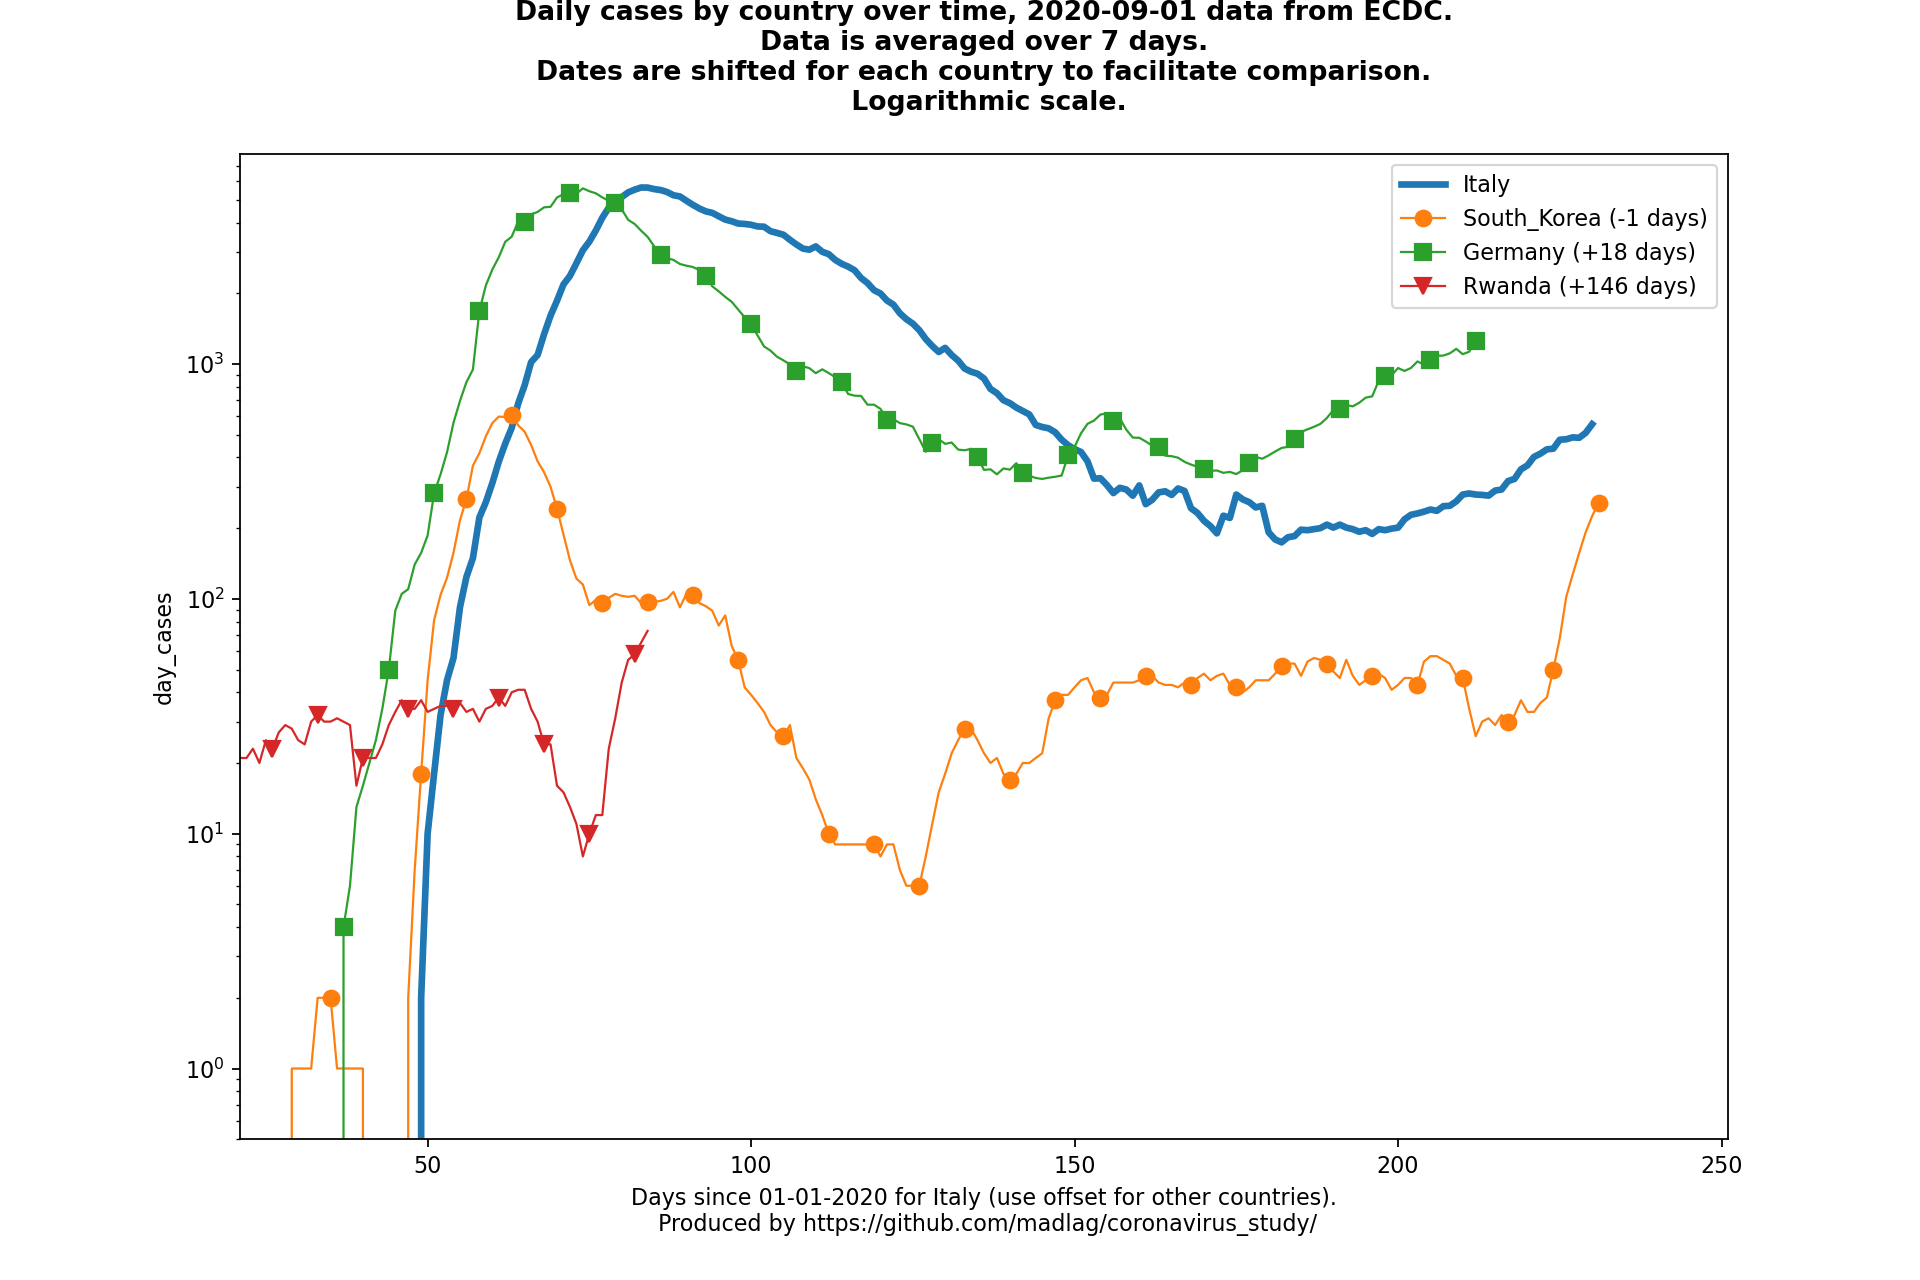 Daily cases by country over time, 2020-09-01 data from ECDC.
Data is averaged over 7 days.
Dates are shifted for each country to facilitate comparison.
Logarithmic scale.
Italy
South_Korea (-1 days)
Germany (+18 days)
Rwanda (+146 days)
10³
10²
10¹
10⁰
day_cases
50
100
150
200
250
Days since 01-01-2020 for Italy (use offset for other countries).
Produced by https://github.com/madlag/coronavirus_study/